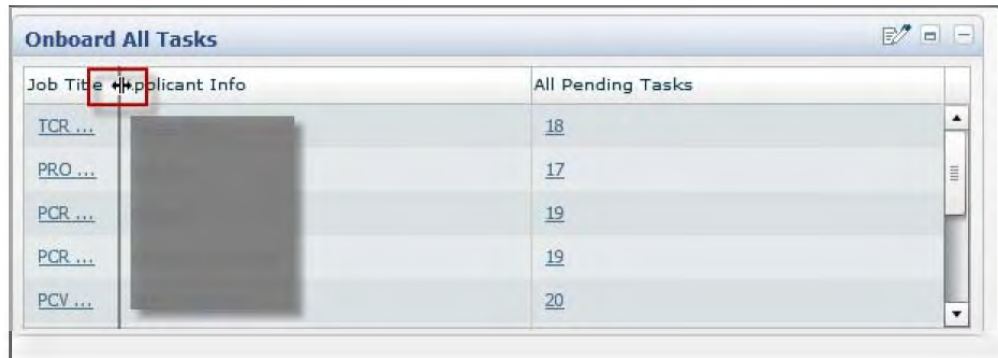 Onboard All Tasks
Job Title Applicant Info All Pending Tasks
TCR ... 18
PRO ... 17
PCR ... 19
PCR ... 19
PCV ... 20